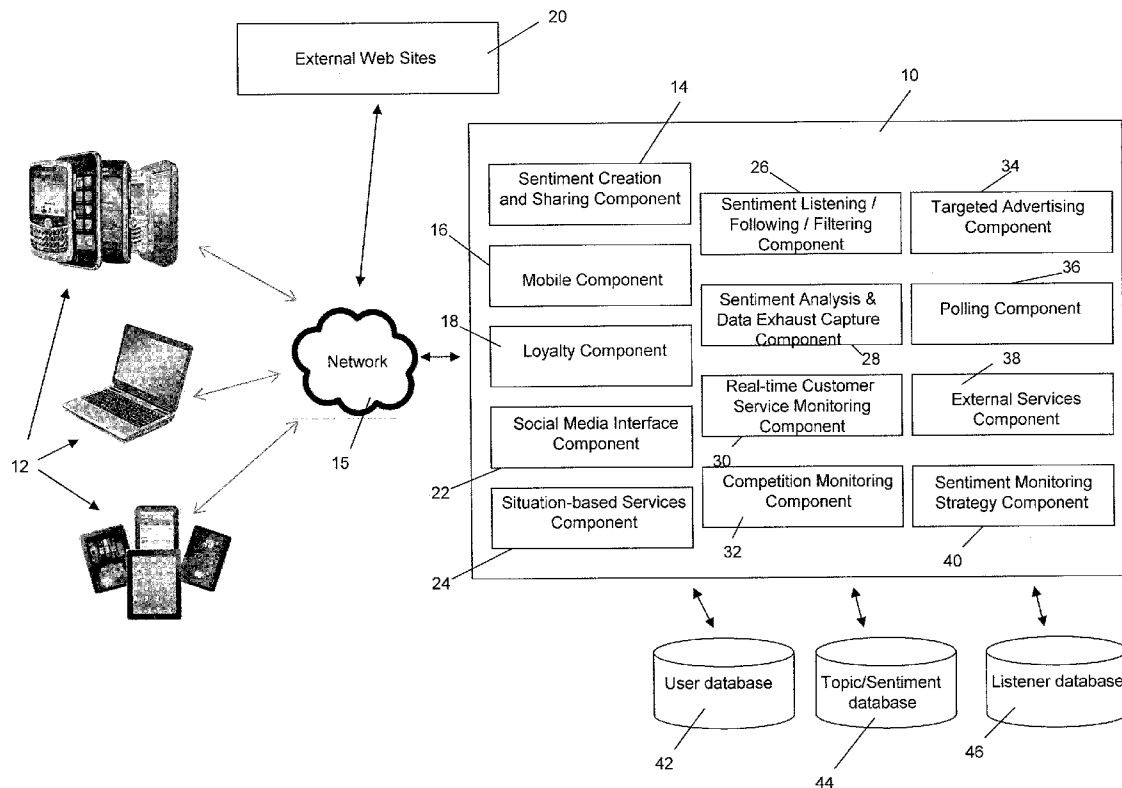 20
External Web Sites
14
10
Sentiment Creation
and Sharing Component
26
Sentiment Listening /
Following / Filtering
Component
34
Targeted Advertising
Component
16
Mobile Component
Sentiment Analysis &
Data Exhaust Capture
Component
28
36
Polling Component
18
Loyalty Component
Network
15
Real-time Customer
Service Monitoring
Component
30
38
External Services
Component
12
Social Media Interface
Component
22
Competition Monitoring
Component
32
Sentiment Monitoring
Strategy Component
40
Situation-based Services
Component
24
User database
42
Topic/Sentiment
database
44
Listener database
46